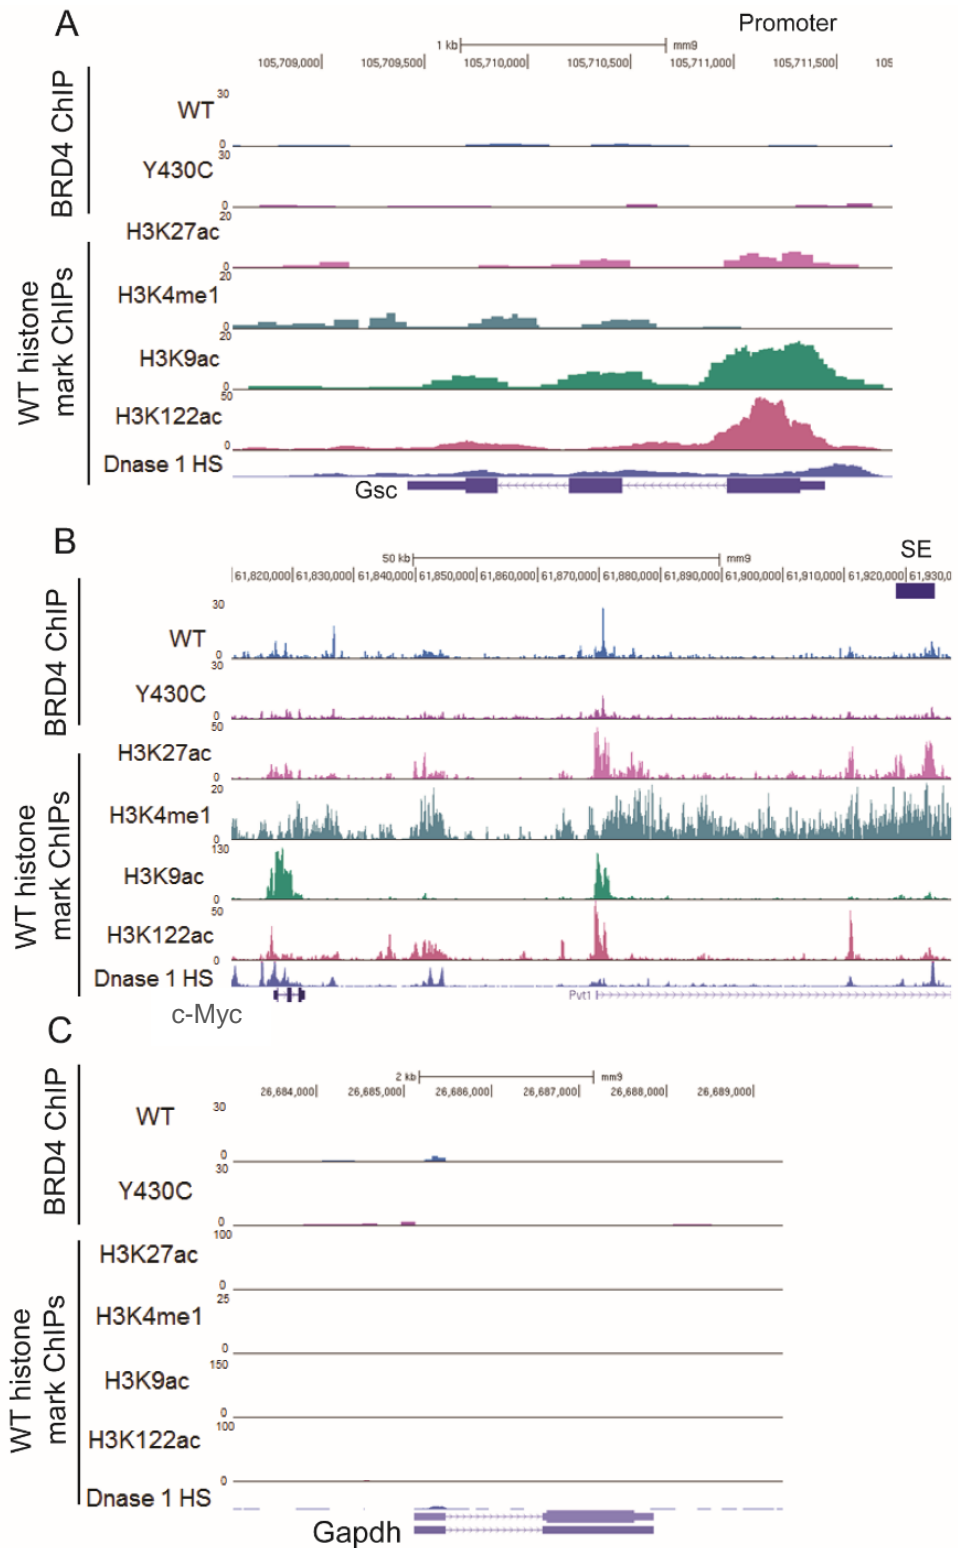 A
Promoter
1 kb mm9
105,709,000 105,709,500 105,710,000 105,710,500 105,711,000 105,711,500 105
BRD4 ChIP
WT
30
0
Y430C
30
0
WT histone
mark ChIPs
H3K27ac
20
0
H3K4me1
20
0
H3K9ac
20
0
H3K122ac
50
0
Dnase 1 HS
Gsc
B
SE
50 kb mm9
61,820,000 61,830,000 61,840,000 61,850,000 61,860,000 61,870,000 61,880,000 61,890,000 61,900,000 61,910,000 61,920,000 61,930,0
BRD4 ChIP
WT
30
0
Y430C
30
0
WT histone
mark ChIPs
H3K27ac
50
0
H3K4me1
20
0
H3K9ac
130
0
H3K122ac
50
0
Dnase 1 HS
Pvt1
c-Myc
C
2 kb mm9
26,684,000 26,685,000 26,686,000 26,687,000 26,688,000 26,689,000
BRD4 ChIP
WT
30
0
Y430C
30
0
WT histone
mark ChIPs
H3K27ac
100
0
H3K4me1
25
0
H3K9ac
150
0
H3K122ac
100
0
Dnase 1 HS
Gapdh